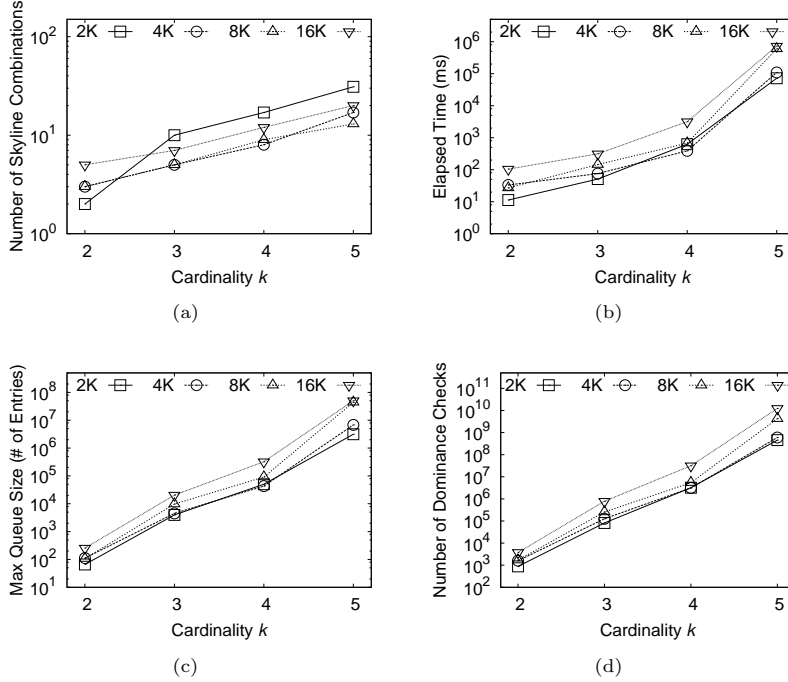 Number of Skyline Combinations
10^2
10^1
10^0
2K 4K 8K 16K
2 3 4 5
Cardinality k
(a)
Elapsed Time (ms)
10^6
10^5
10^4
10^3
10^2
10^1
10^0
2K 4K 8K 16K
2 3 4 5
Cardinality k
(b)
Max Queue Size (# of Entries)
10^8
10^7
10^6
10^5
10^4
10^3
10^2
10^1
2K 4K 8K 16K
2 3 4 5
Cardinality k
(c)
Number of Dominance Checks
10^11
10^10
10^9
10^8
10^7
10^6
10^5
10^4
10^3
10^2
2K 4K 8K 16K
2 3 4 5
Cardinality k
(d)